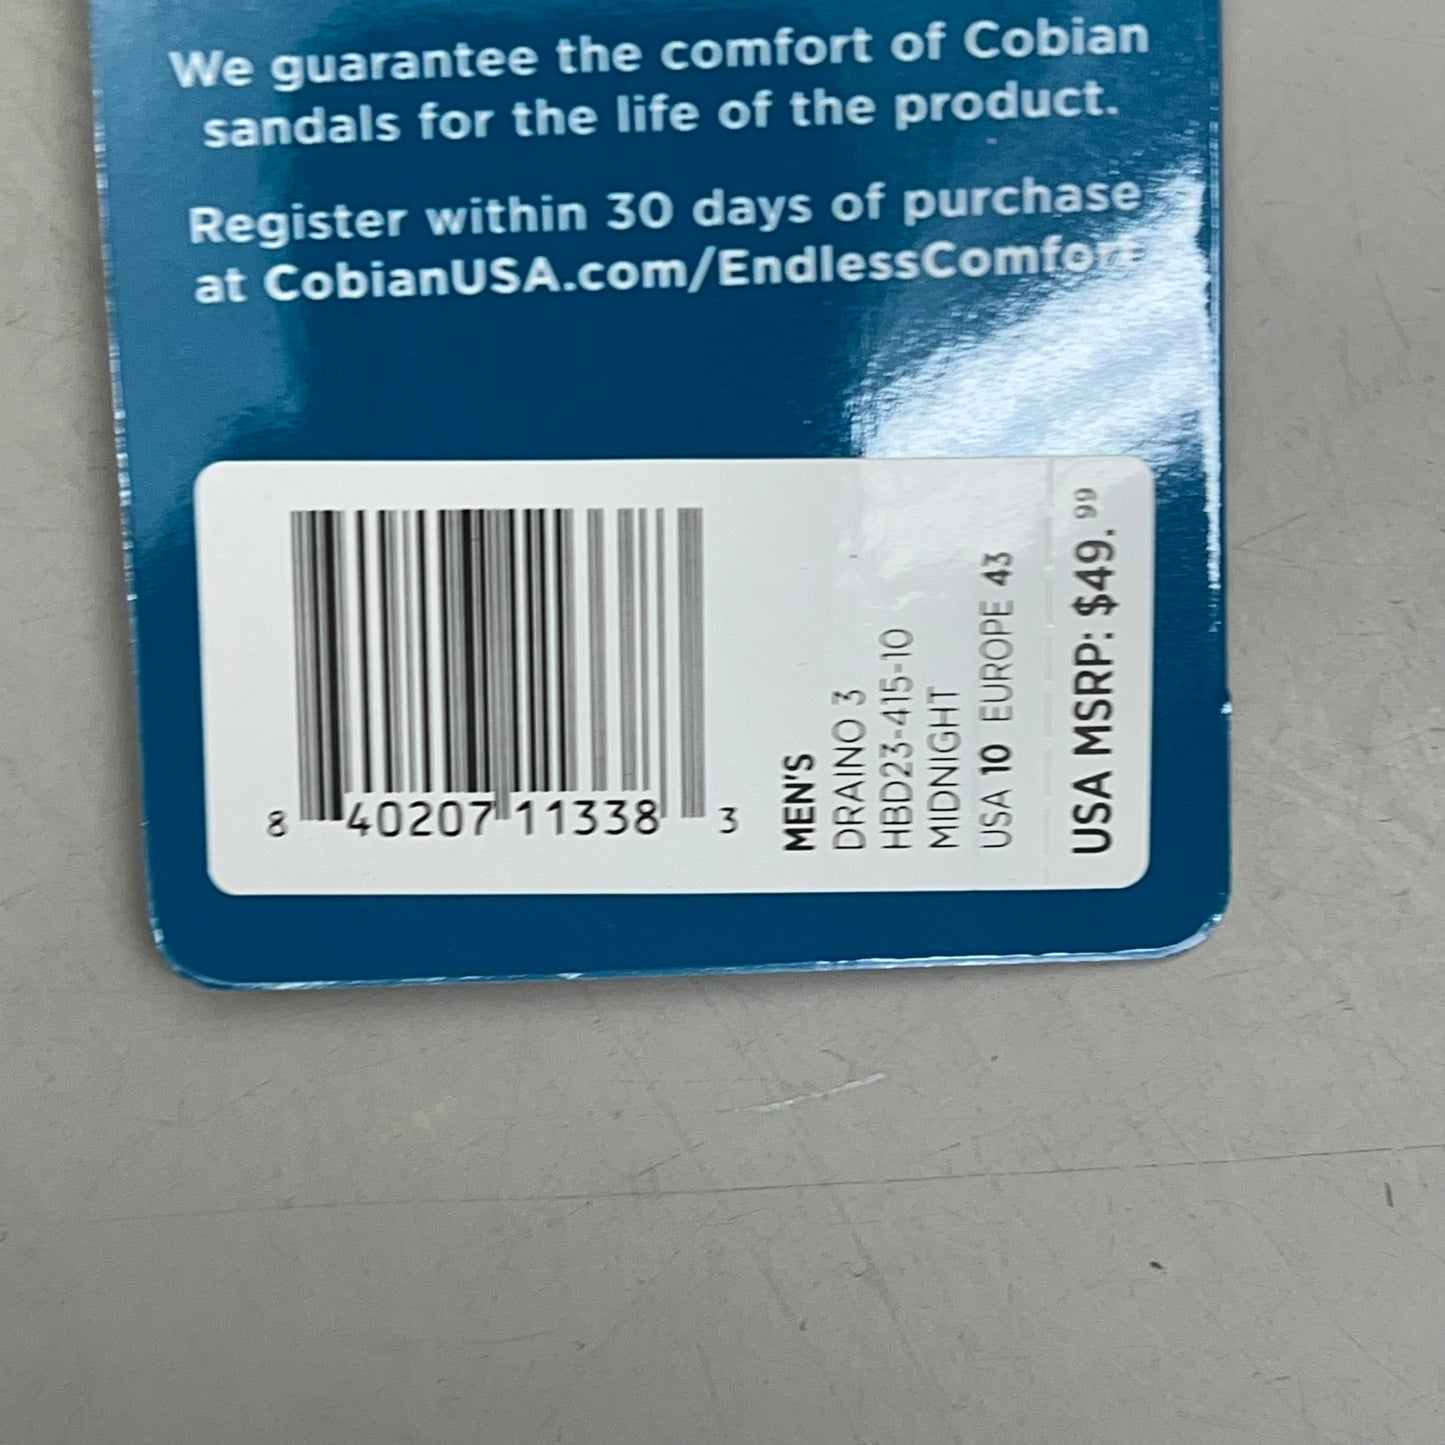 We guarantee the comfort of Cobian
sandals for the life of the product.
Register within 30 days of purchase
at CobianUSA.com/EndlessComfort
8 40207 11338 3
MEN'S
DRAINO 3
HBD23-415-10
MIDNIGHT
USA 10 EUROPE 43
USA MSRP: $49.99